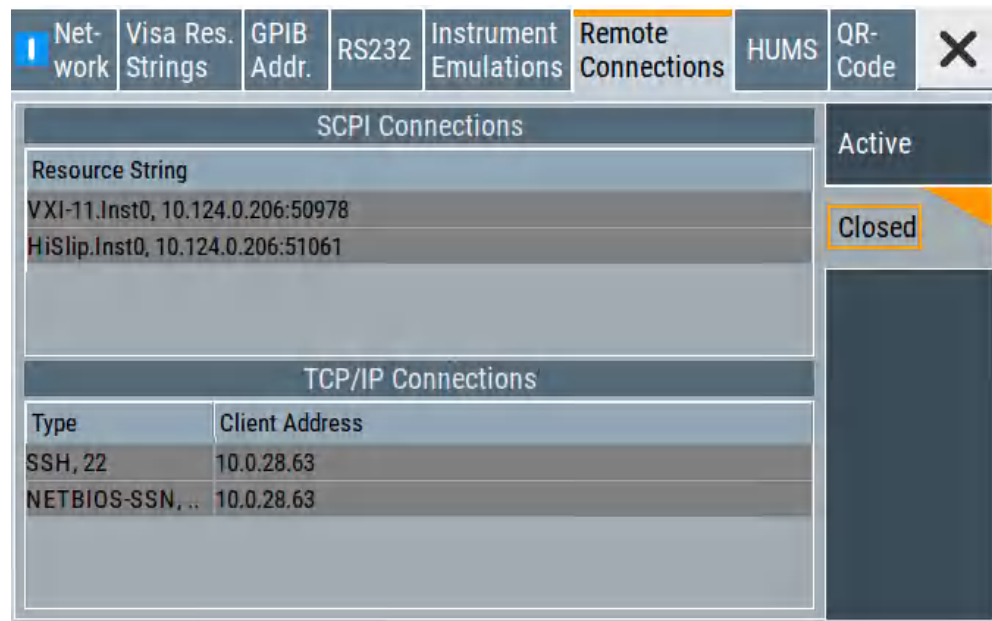 Net-
work
Visa Res.
Strings
GPIB
Addr.
RS232
Instrument
Emulations
Remote
Connections
HUMS
QR-
Code
SCPI Connections
Resource String
VXI-11.Inst0, 10.124.0.206:50978
HiSlip.Inst0, 10.124.0.206:51061
TCP/IP Connections
Type Client Address
SSH, 22 10.0.28.63
NETBIOS-SSN, .. 10.0.28.63
Active
Closed